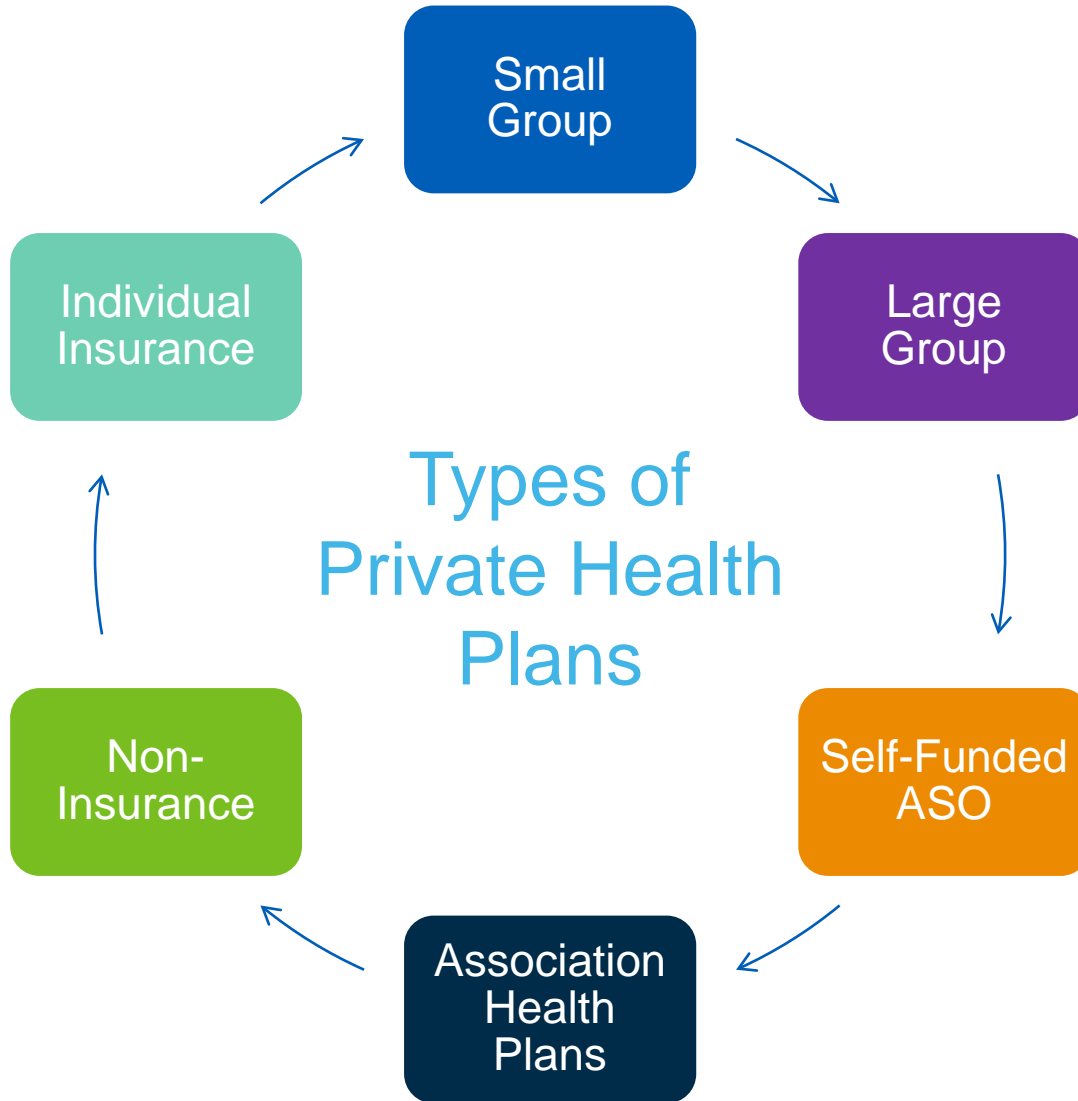 Small
Group
Large
Group
Self-Funded
ASO
Association
Health
Plans
Non-
Insurance
Individual
Insurance
Types of
Private Health
Plans